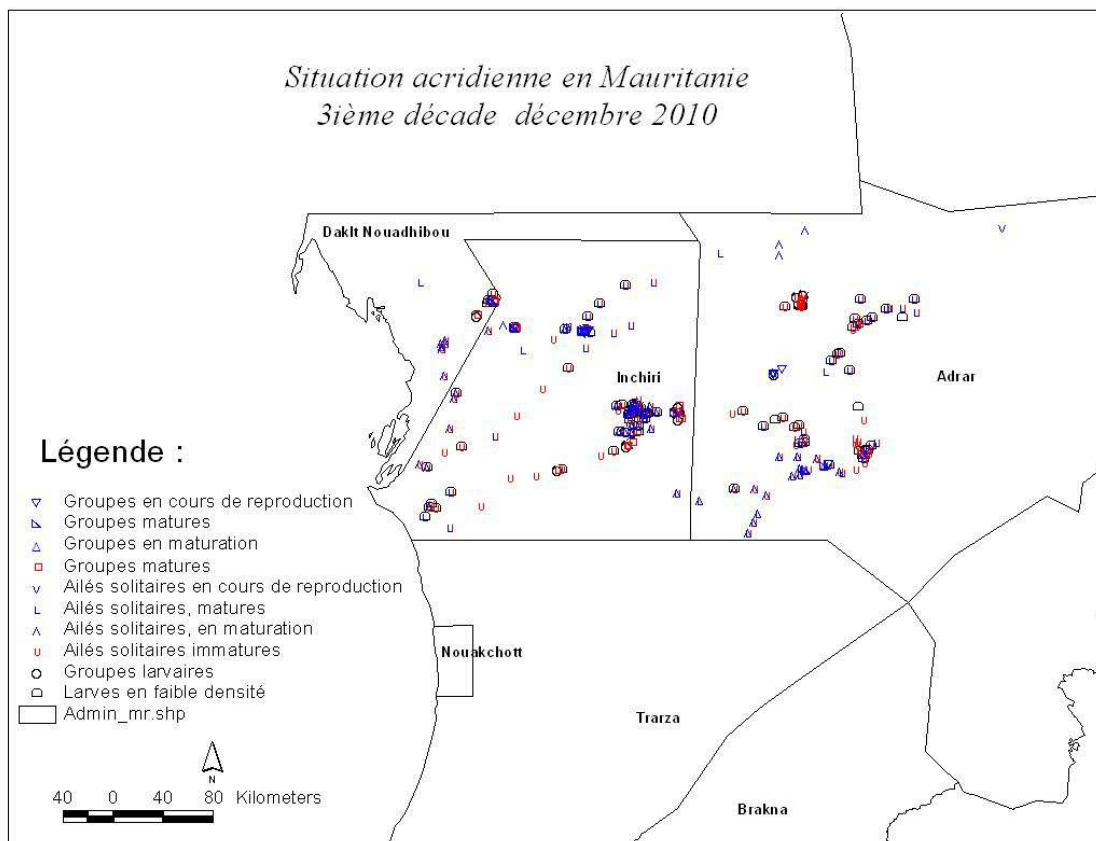 Situation acridienne en Mauritanie
3ième décade décembre 2010
Daklt Nouadhibou
Inchiri
Adrar
Légende :
Groupes en cours de reproduction
Groupes matures
Groupes en maturation
Groupes matures
Ailés solitaires en cours de reproduction
Ailés solitaires, matures
Ailés solitaires, en maturation
Ailés solitaires immatures
Groupes larvaires
Larves en faible densité
Admin_mr.shp
Nouakchott
Trarza
Brakna
N
40 0 40 80 Kilometers